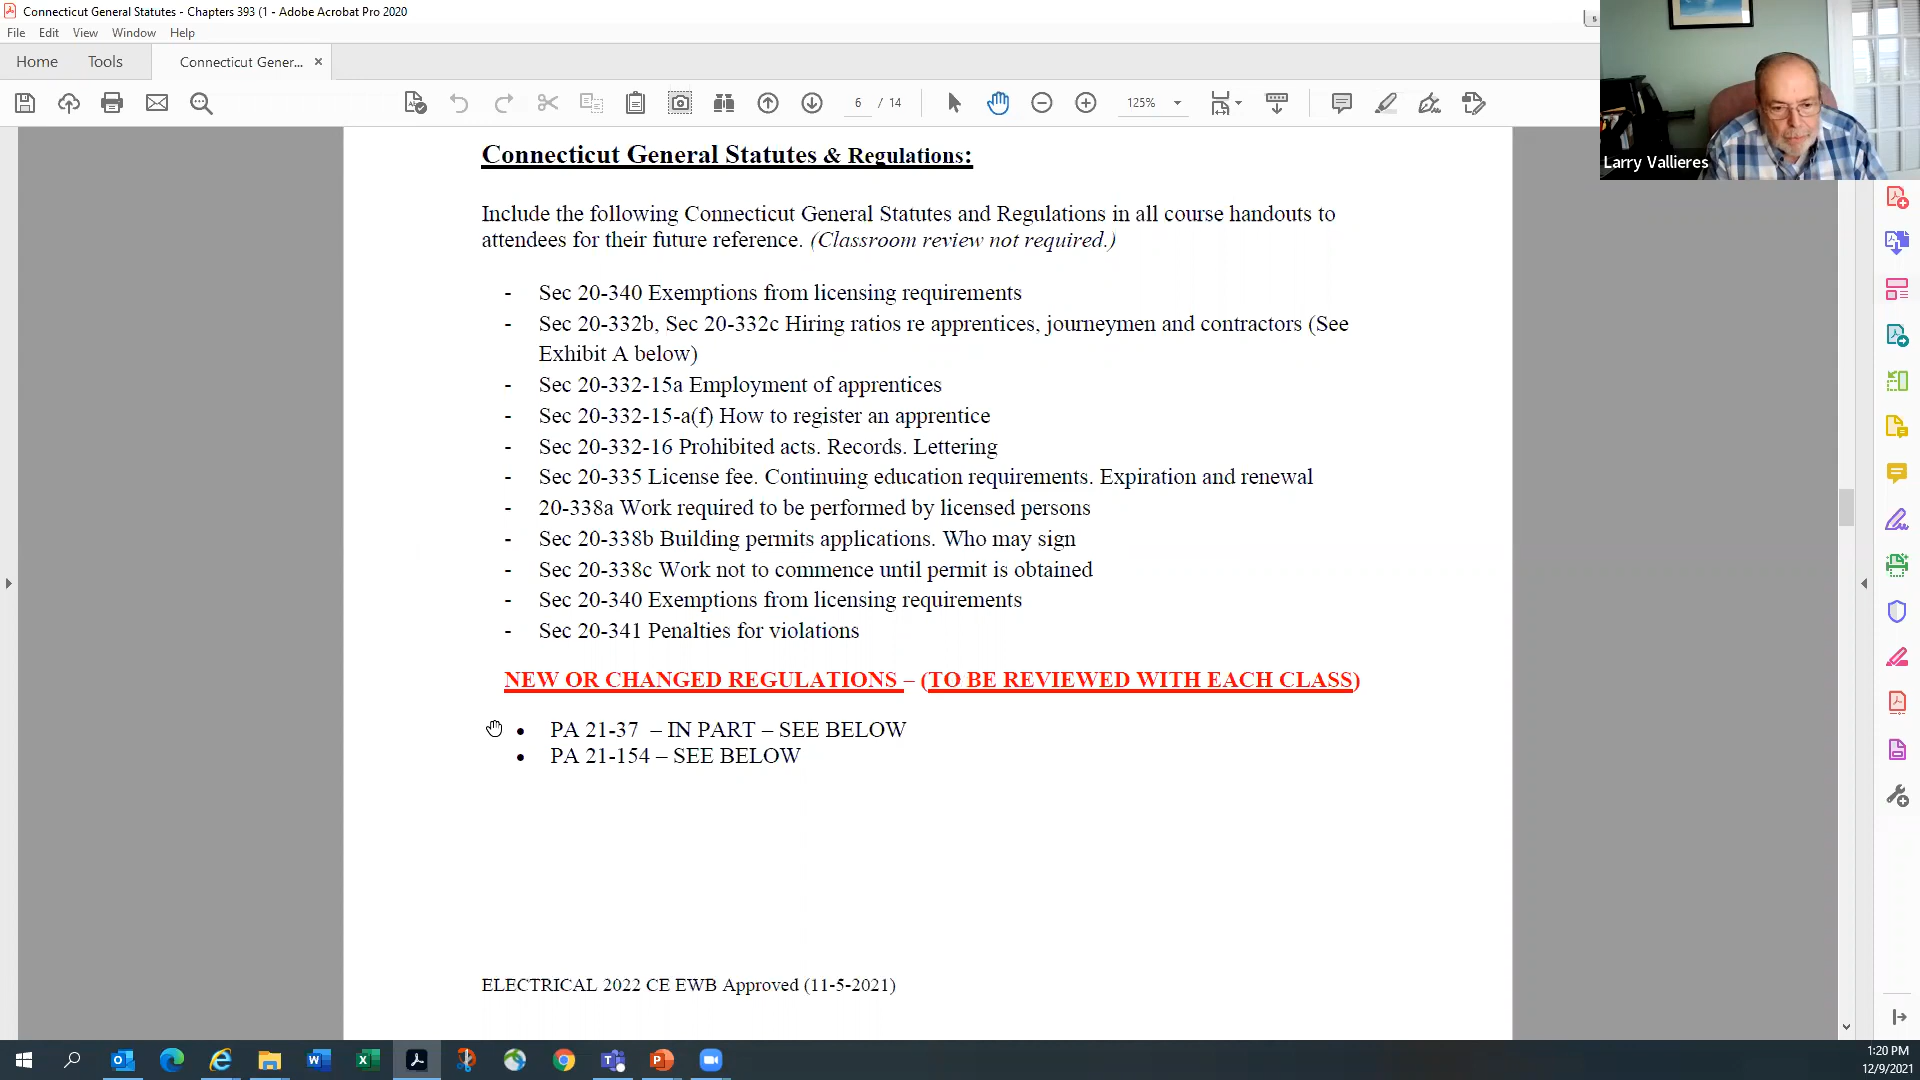 Connecticut General Statutes - Chapters 393 (1 - Adobe Acrobat Pro 2020
File Edit View Window Help
Home Tools Connecticut Gener... ×
6 / 14 125%
Larry Vallieres
Connecticut General Statutes & Regulations:
Include the following Connecticut General Statutes and Regulations in all course handouts to
attendees for their future reference. (Classroom review not required.)
- Sec 20-340 Exemptions from licensing requirements
- Sec 20-332b, Sec 20-332c Hiring ratios re apprentices, journeymen and contractors (See
Exhibit A below)
- Sec 20-332-15a Employment of apprentices
- Sec 20-332-15-a(f) How to register an apprentice
- Sec 20-332-16 Prohibited acts. Records. Lettering
- Sec 20-335 License fee. Continuing education requirements. Expiration and renewal
- 20-338a Work required to be performed by licensed persons
- Sec 20-338b Building permits applications. Who may sign
- Sec 20-338c Work not to commence until permit is obtained
- Sec 20-340 Exemptions from licensing requirements
- Sec 20-341 Penalties for violations
NEW OR CHANGED REGULATIONS – (TO BE REVIEWED WITH EACH CLASS)
• PA 21-37 – IN PART – SEE BELOW
• PA 21-154 – SEE BELOW
ELECTRICAL 2022 CE EWB Approved (11-5-2021)
1:20 PM
12/9/2021